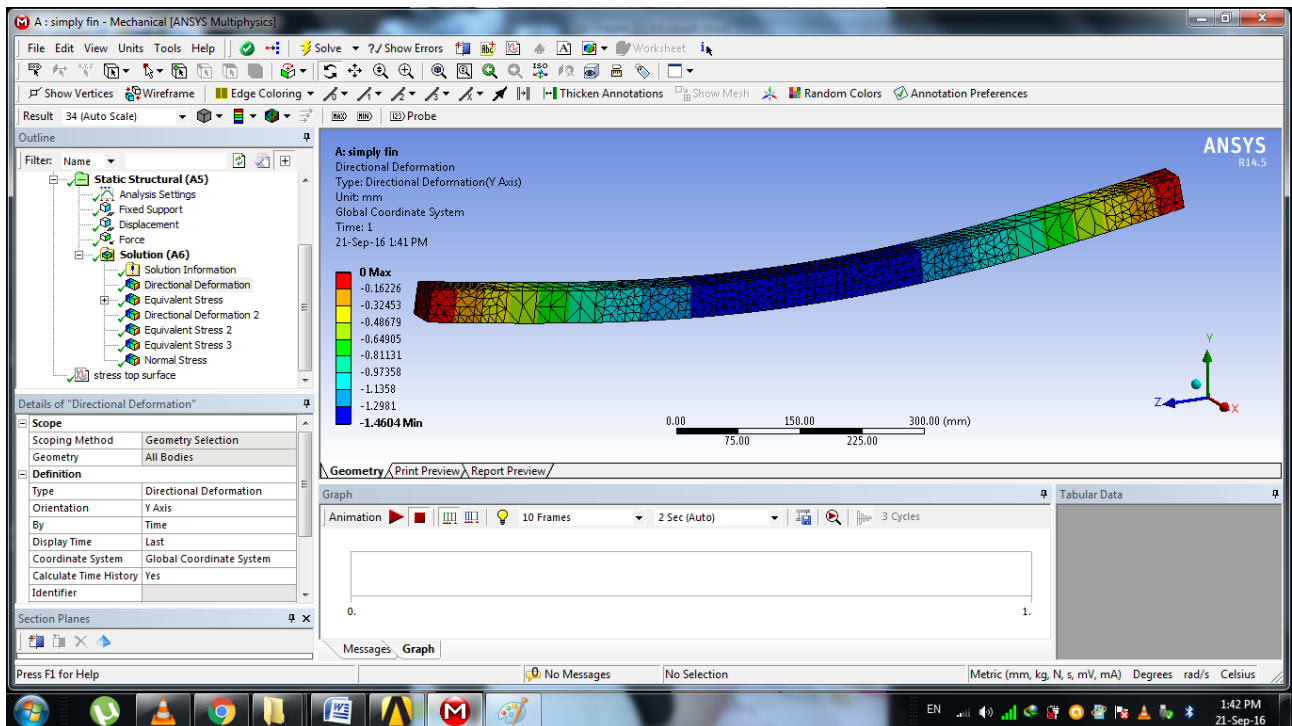 A : simply fin - Mechanical [ANSYS Multiphysics]
File Edit View Units Tools Help Solve ?/ Show Errors Worksheet
Show Vertices Wireframe Edge Coloring Thicken Annotations Show Mesh Random Colors Annotation Preferences
Result 34 (Auto Scale) MAX MIN Probe
Outline
Filter: Name
Static Structural (A5)
Analysis Settings
Fixed Support
Displacement
Force
Solution (A6)
Solution Information
Directional Deformation
Equivalent Stress
Directional Deformation 2
Equivalent Stress 2
Equivalent Stress 3
Normal Stress
stress top surface
Details of "Directional Deformation"
Scope
Scoping Method Geometry Selection
Geometry All Bodies
Definition
Type Directional Deformation
Orientation Y Axis
By Time
Display Time Last
Coordinate System Global Coordinate System
Calculate Time History Yes
Identifier
Section Planes
Press F1 for Help
A: simply fin
Directional Deformation
Type: Directional Deformation(Y Axis)
Unit: mm
Global Coordinate System
Time: 1
21-Sep-16 1:41 PM
0 Max
-0.16226
-0.32453
-0.48679
-0.64905
-0.81131
-0.97358
-1.1358
-1.2981
-1.4604 Min
ANSYS
R14.5
Y
Z
X
0.00 150.00 300.00 (mm)
75.00 225.00
Geometry Print Preview Report Preview
Graph
Animation 10 Frames 2 Sec (Auto) 3 Cycles
0. 1.
Messages Graph
Tabular Data
No Messages No Selection Metric (mm, kg, N, s, mV, mA) Degrees rad/s Celsius
EN 1:42 PM
21-Sep-16